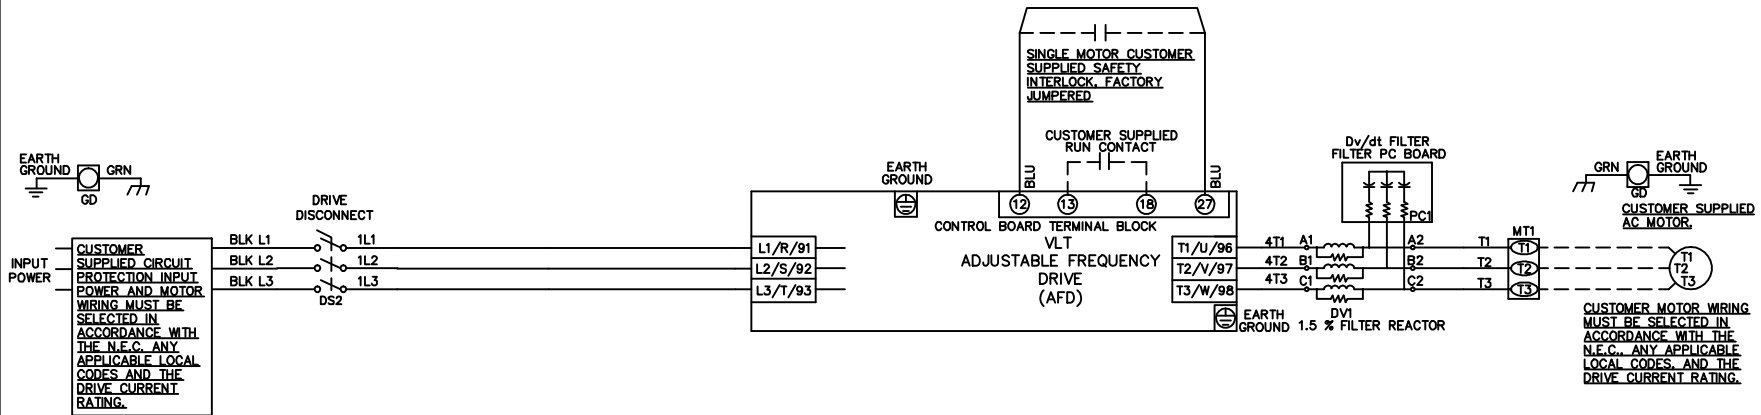 SINGLE MOTOR CUSTOMER
SUPPLIED SAFETY
INTERLOCK, FACTORY
JUMPERED
CUSTOMER SUPPLIED
RUN CONTACT
BLU
BLU
Dv/dt FILTER
FILTER PC BOARD
PC1
EARTH
GROUND
GRN
GD
EARTH
GROUND
GRN
EARTH
GROUND
GD
CUSTOMER SUPPLIED
AC MOTOR.
DRIVE
DISCONNECT
12 13 18 27
CONTROL BOARD TERMINAL BLOCK
VLT
ADJUSTABLE FREQUENCY
DRIVE
(AFD)
INPUT
POWER
CUSTOMER
SUPPLIED CIRCUIT
PROTECTION INPUT
POWER AND MOTOR
WIRING MUST BE
SELECTED IN
ACCORDANCE WITH
THE N.E.C. ANY
APPLICABLE LOCAL
CODES AND THE
DRIVE CURRENT
RATING.
BLK L1 1L1
BLK L2 1L2
BLK L3 1L3
DS2
L1/R/91
L2/S/92
L3/T/93
T1/U/96
T2/V/97
T3/W/98
EARTH
GROUND
4T1 A1 A2 T1
4T2 B1 B2 T2
4T3 C1 C2 T3
DV1
1.5 % FILTER REACTOR
MT1
T1
T2
T3
T1
T2
T3
CUSTOMER MOTOR WIRING
MUST BE SELECTED IN
ACCORDANCE WITH THE
N.E.C., ANY APPLICABLE
LOCAL CODES, AND THE
DRIVE CURRENT RATING.